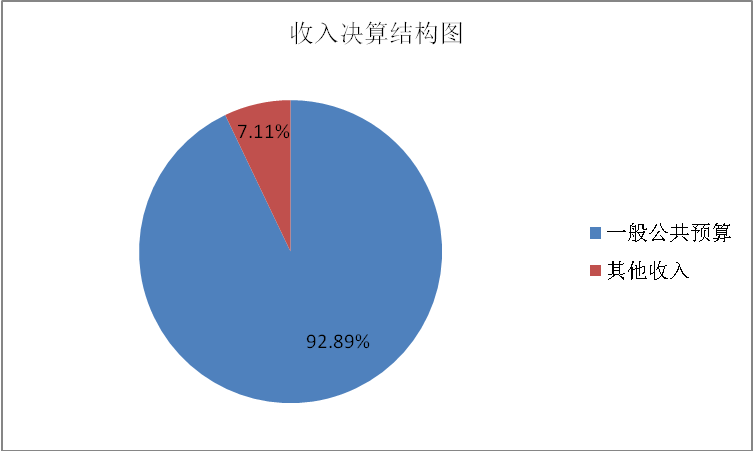 收入决算结构图
7.11%
92.89%
一般公共预算
其他收入